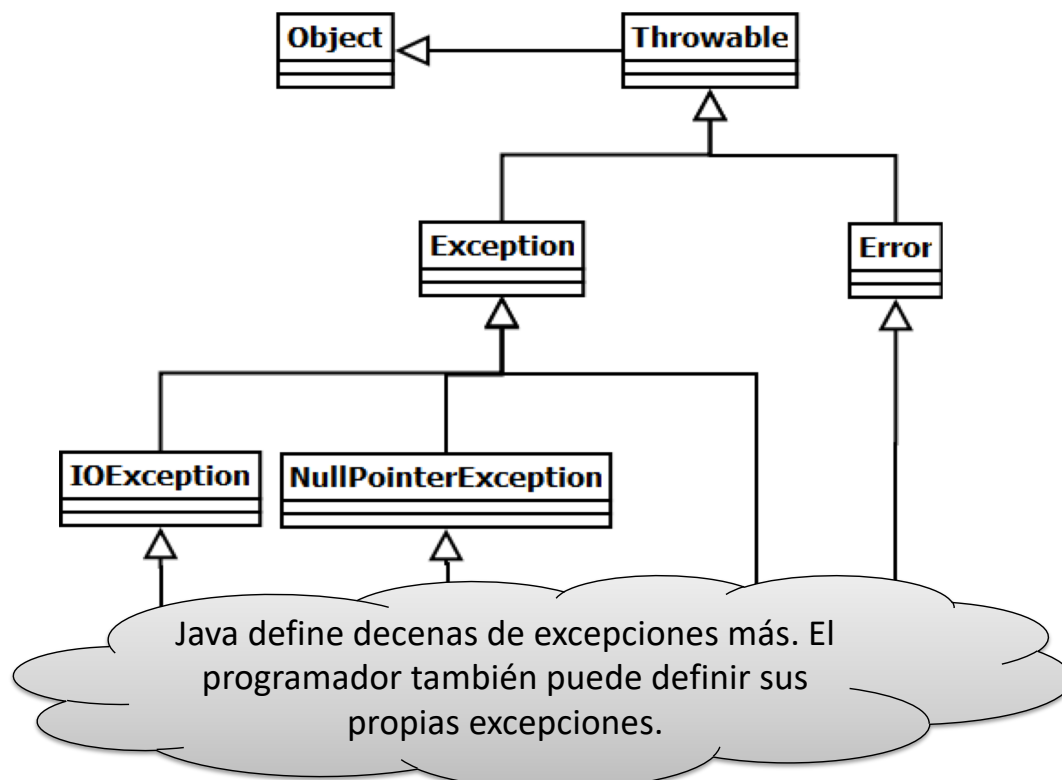 Object
Throwable
Exception
Error
IOException
NullPointerException
Java define decenas de excepciones más. El
programador también puede definir sus
propias excepciones.